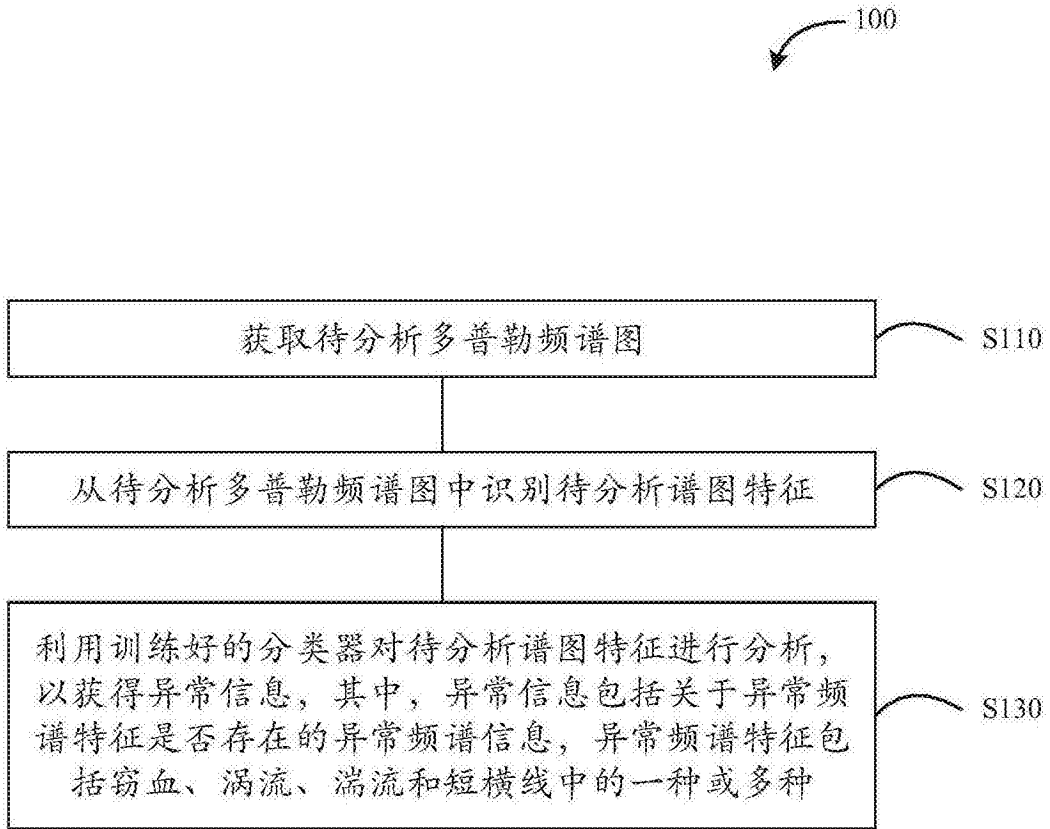 100
获取待分析多普勒频谱图
S110
从待分析多普勒频谱图中识别待分析谱图特征
S120
利用训练好的分类器对待分析谱图特征进行分析，
以获得异常信息，其中，异常信息包括关于异常频
谱特征是否存在的异常频谱信息，异常频谱特征包
括窃血、涡流、湍流和短横线中的一种或多种
S130